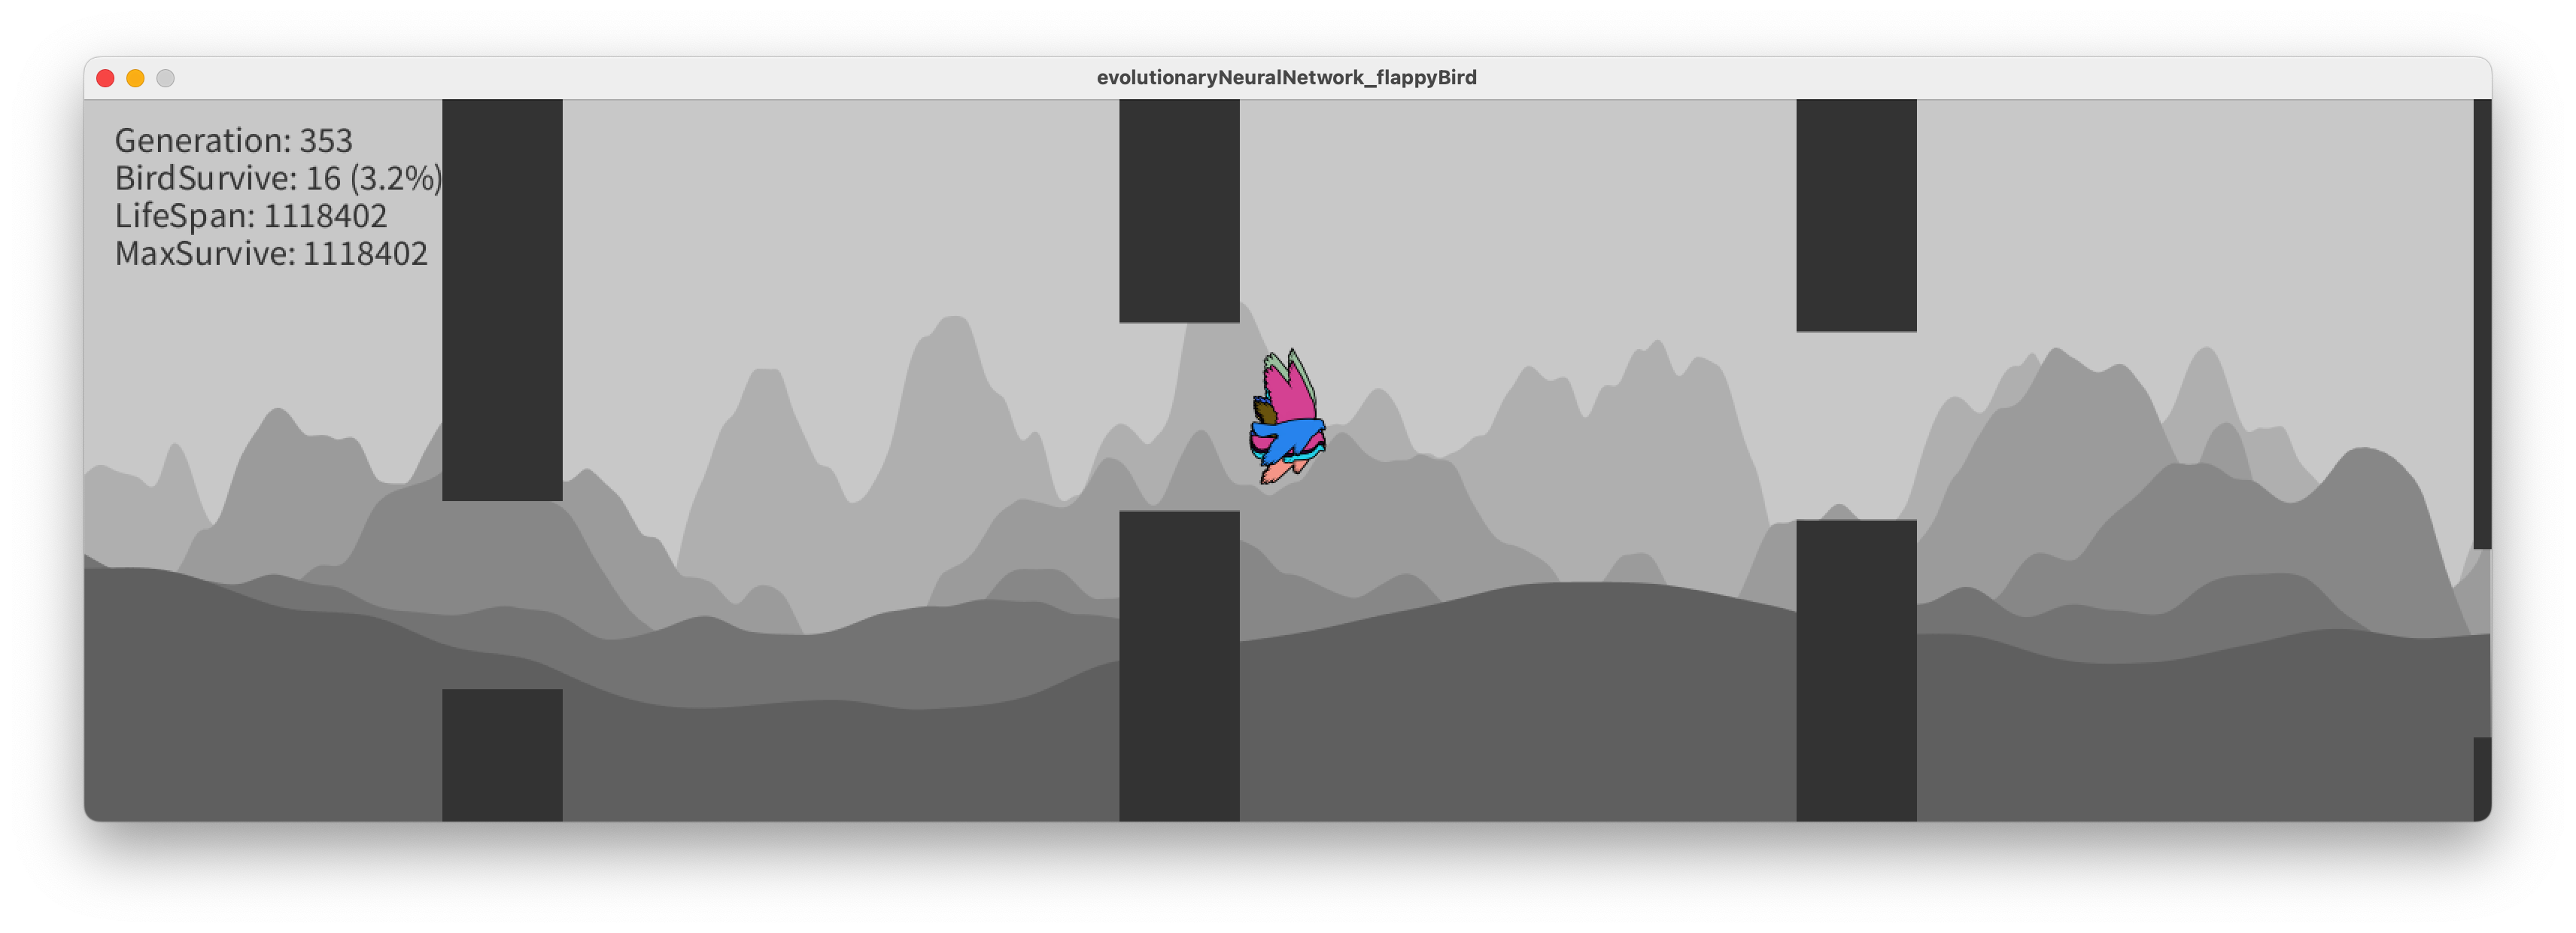 evolutionaryNeuralNetwork_flappyBird
Generation: 353
BirdSurvive: 16 (3.2%)
LifeSpan: 1118402
MaxSurvive: 1118402